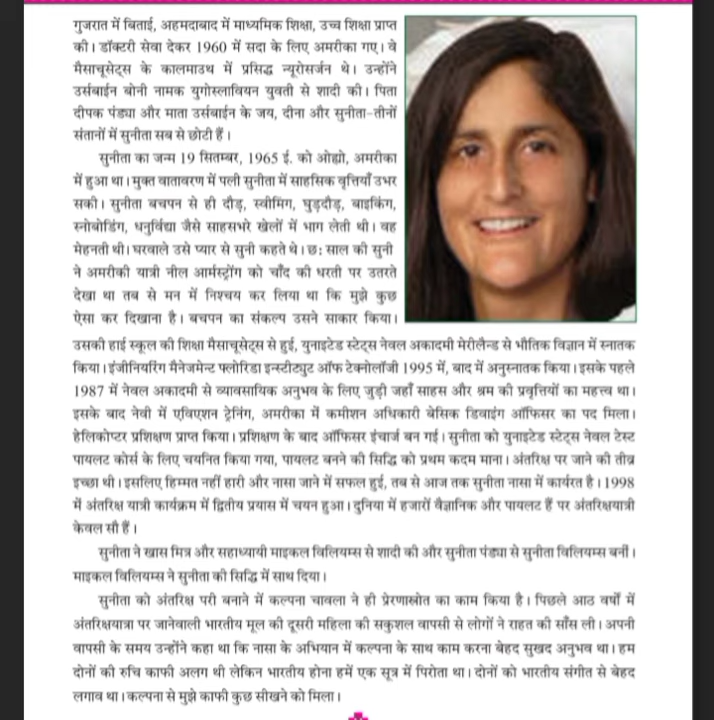 गुजरात में बिताई, अहमदाबाद में माध्यमिक शिक्षा, उच्च शिक्षा प्राप्त
की। डॉक्टरी सेवा देकर 1960 में सदा के लिए अमरीका गए। वे
मैसाचूसेट्स के कालमाउथ में प्रसिद्ध न्यूरोसर्जन थे। उन्होंने
उर्सबाईन बोनी नामक युगोस्लावियन युवती से शादी की। पिता
दीपक पंड्या और माता उर्सबाईन के जय, दीना और सुनीता-तीनों
संतानों में सुनीता सब से छोटी हैं।
सुनीता का जन्म 19 सितम्बर, 1965 ई. को ओह्यो, अमरीका
में हुआ था। मुक्त वातावरण में पली सुनीता में साहसिक वृत्तियाँ उभर
सकी। सुनीता बचपन से ही दौड़, स्वीमिंग, घुड़दौड़, बाइकिंग,
स्नोबोडिंग, धनुर्विद्या जैसे साहसभरे खेलों में भाग लेती थी। वह
मेहनती थी। घरवाले उसे प्यार से सुनी कहते थे। छः साल की सुनी
ने अमरीकी यात्री नील आर्मस्ट्रोंग को चाँद की धरती पर उतरते
देखा था तब से मन में निश्चय कर लिया था कि मुझे कुछ
ऐसा कर दिखाना है। बचपन का संकल्प उसने साकार किया।
उसकी हाई स्कूल की शिक्षा मैसाचूसेट्स से हुई, युनाइटेड स्टेट्स नेवल अकादमी मेरीलैन्ड से भौतिक विज्ञान में स्नातक
किया। इंजीनियरिंग मैनेजमेन्ट फ्लोरिडा इन्स्टीट्युट ऑफ टेक्नोलॉजी 1995 में, बाद में अनुस्नातक किया। इसके पहले
1987 में नेवल अकादमी से व्यावसायिक अनुभव के लिए जुड़ी जहाँ साहस और श्रम की प्रवृत्तियों का महत्त्व था।
इसके बाद नेवी में एविएशन ट्रेनिंग, अमरीका में कमीशन अधिकारी बेसिक डिवाइंग ऑफिसर का पद मिला।
हेलिकोप्टर प्रशिक्षण प्राप्त किया। प्रशिक्षण के बाद ऑफिसर इंचार्ज बन गई। सुनीता को युनाइटेड स्टेट्स नेवल टेस्ट
पायलट कोर्स के लिए चयनित किया गया, पायलट बनने की सिद्धि को प्रथम कदम माना। अंतरिक्ष पर जाने की तीव्र
इच्छा थी। इसलिए हिम्मत नहीं हारी और नासा जाने में सफल हुई, तब से आज तक सुनीता नासा में कार्यरत है। 1998
में अंतरिक्ष यात्री कार्यक्रम में द्वितीय प्रयास में चयन हुआ। दुनिया में हजारों वैज्ञानिक और पायलट हैं पर अंतरिक्षयात्री
केवल सौ हैं।
सुनीता ने खास मित्र और सहाध्यायी माइकल विलियम्स से शादी की और सुनीता पंड्या से सुनीता विलियम्स बनीं।
माइकल विलियम्स ने सुनीता की सिद्धि में साथ दिया।
सुनीता को अंतरिक्ष परी बनाने में कल्पना चावला ने ही प्रेरणास्रोत का काम किया है। पिछले आठ वर्षों में
अंतरिक्षयात्रा पर जानेवाली भारतीय मूल की दूसरी महिला की सकुशल वापसी से लोगों ने राहत की साँस ली। अपनी
वापसी के समय उन्होंने कहा था कि नासा के अभियान में कल्पना के साथ काम करना बेहद सुखद अनुभव था। हम
दोनों की रुचि काफी अलग थी लेकिन भारतीय होना हमें एक सूत्र में पिरोता था। दोनों को भारतीय संगीत से बेहद
लगाव था। कल्पना से मुझे काफी कुछ सीखने को मिला।